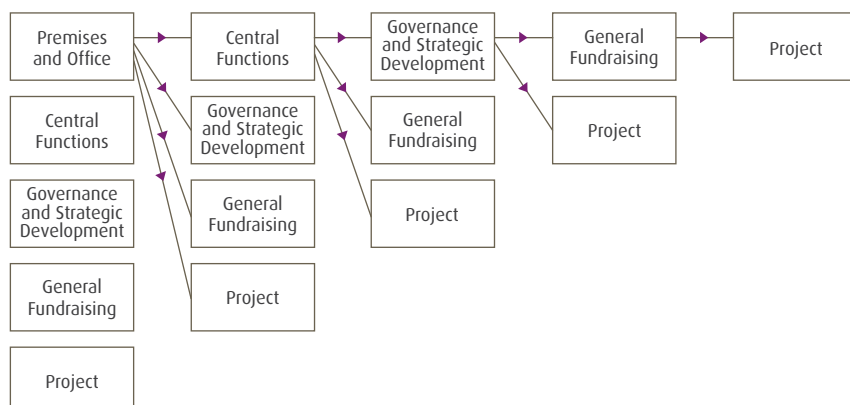 Premises
and Office
Central
Functions
Governance
and Strategic
Development
General
Fundraising
Project
Central
Functions
Governance
and Strategic
Development
General
Fundraising
Project
Governance
and Strategic
Development
General
Fundraising
Project
General
Fundraising
Project
Project